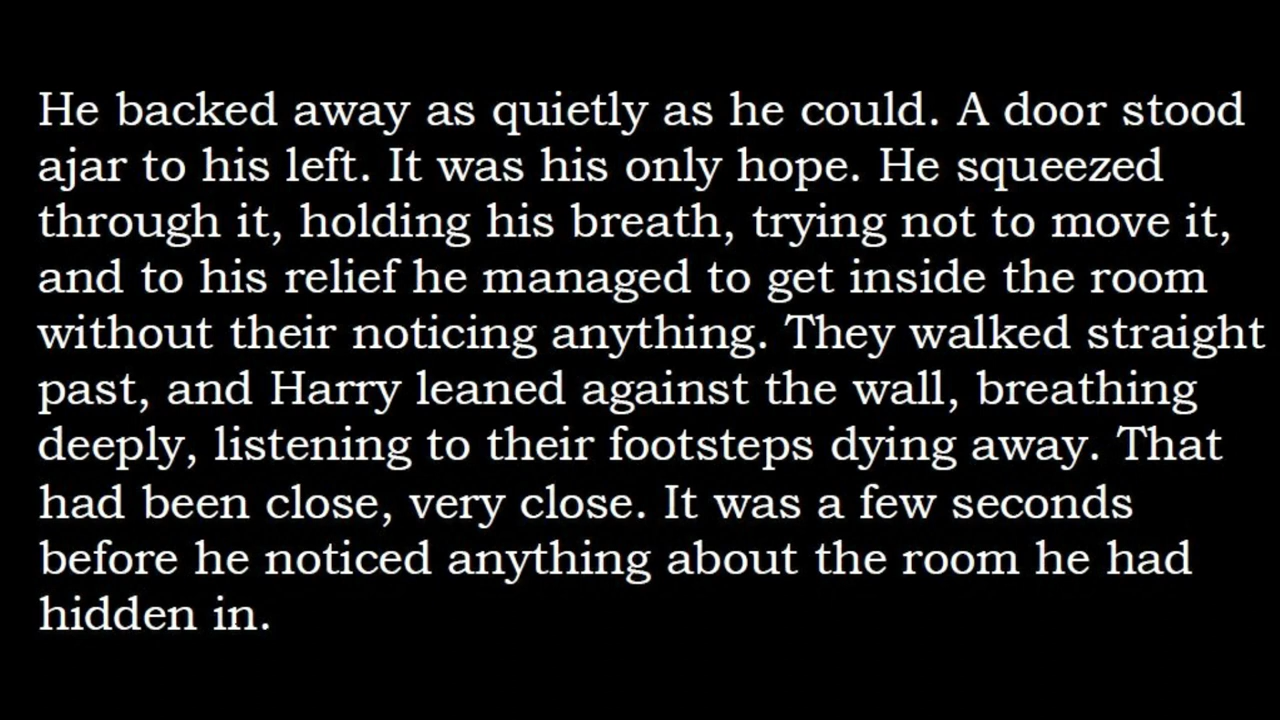 He backed away as quietly as he could. A door stood
ajar to his left. It was his only hope. He squeezed
through it, holding his breath, trying not to move it,
and to his relief he managed to get inside the room
without their noticing anything. They walked straight
past, and Harry leaned against the wall, breathing
deeply, listening to their footsteps dying away. That
had been close, very close. It was a few seconds
before he noticed anything about the room he had
hidden in.